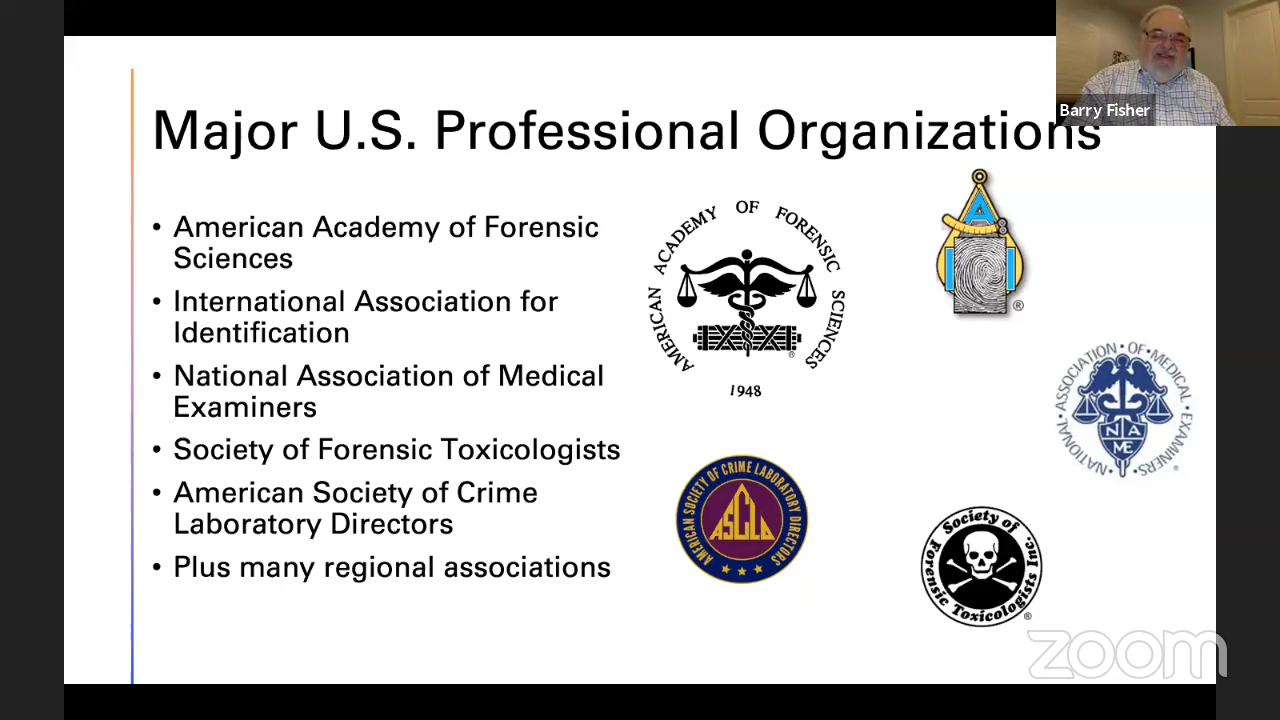 Barry Fisher
Major U.S. Professional Organizations
• American Academy of Forensic
Sciences
• International Association for
Identification
• National Association of Medical
Examiners
• Society of Forensic Toxicologists
• American Society of Crime
Laboratory Directors
• Plus many regional associations
AMERICAN ACADEMY OF FORENSIC SCIENCES
®
1948
A
I I
®
NATIONAL • ASSOCIATION • OF • MEDICAL • EXAMINERS •
N A
ME
®
AMERICAN SOCIETY OF CRIME LABORATORY DIRECTORS
ASCLD
Society of
Forensic Toxicologists Inc.
®
zoom